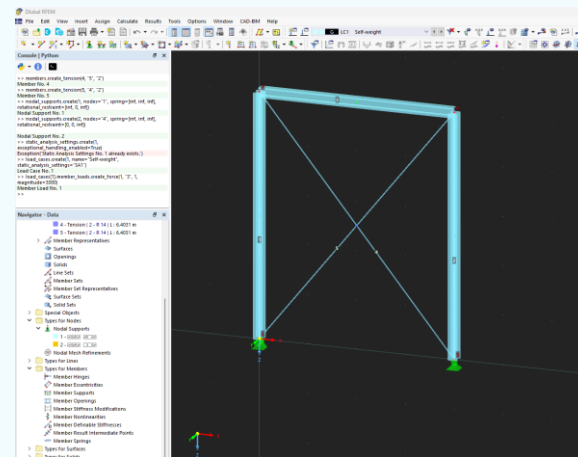 Dlubal RFEM
File Edit View Insert Assign Calculate Results Tools Options Window CAD-BIM Help
LC1 Self-weight
Console | Python
>> members.create_tension(4, "5", "2")
Member No. 4
>> members.create_tension(5, "4", "2")
Member No. 5
>> nodal_supports.create(1, nodes="1", spring=[inf, inf, inf],
rotational_restraint=[inf, 0, inf])
Nodal Support No. 1
>> nodal_supports.create(2, nodes="4", spring=[inf, inf, inf],
rotational_restraint=[0, 0, inf])
Nodal Support No. 2
>> static_analysis_settings.create(1,
exceptional_handling_enabled=True)
Exception('Static Analysis Settings No. 1 already exists.')
>> load_cases.create(1, name="Self-weight",
static_analysis_settings="SA1")
Load Case No. 1
>> load_cases(1).member_loads.create_force(1, "3", 1,
magnitude=3000)
Member Load No. 1
>>
Navigator - Data
4 - Tension | 2 - R 14 | L : 6.4031 m
5 - Tension | 2 - R 14 | L : 6.4031 m
Member Representatives
Surfaces
Openings
Solids
Line Sets
Member Sets
Member Set Representatives
Surface Sets
Solid Sets
Special Objects
Types for Nodes
Nodal Supports
1 -
2 -
Nodal Mesh Refinements
Types for Lines
Types for Members
Member Hinges
Member Eccentricities
Member Supports
Member Openings
Member Stiffness Modifications
Member Nonlinearities
Member Definable Stiffnesses
Member Result Intermediate Points
Member Springs
Types for Surfaces